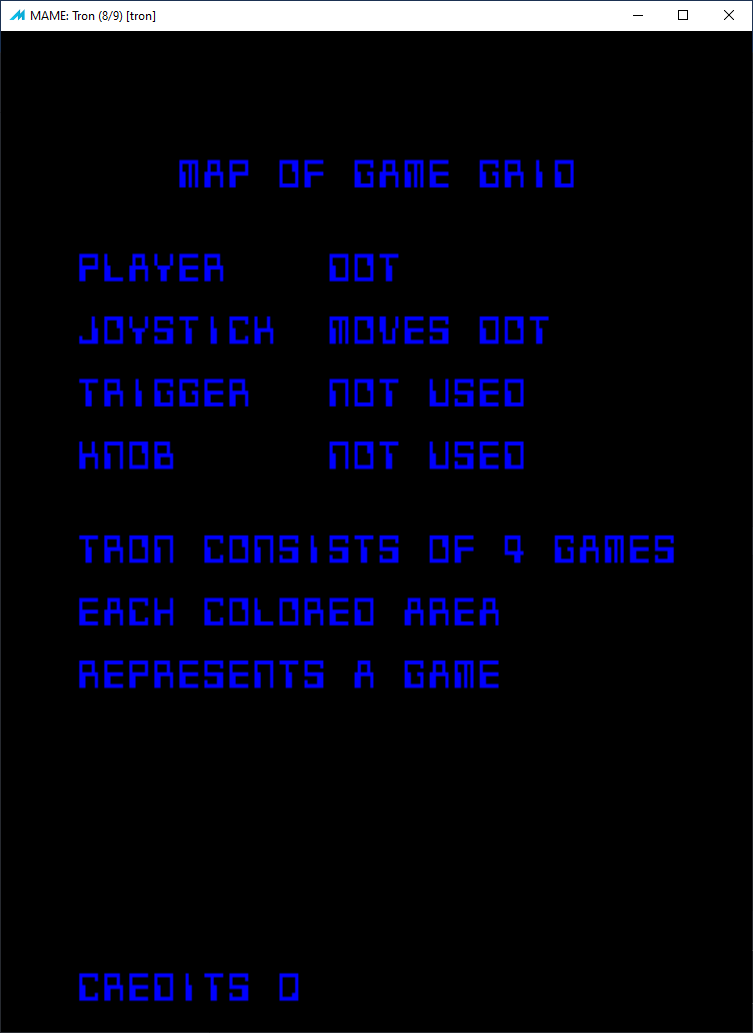 MAME: Tron (8/9) [tron]
MAP OF GAME GRID
PLAYER DOT
JOYSTICK MOVES DOT
TRIGGER NOT USED
KNOB NOT USED
TRON CONSISTS OF 4 GAMES
EACH COLORED AREA
REPRESENTS A GAME
CREDITS 0